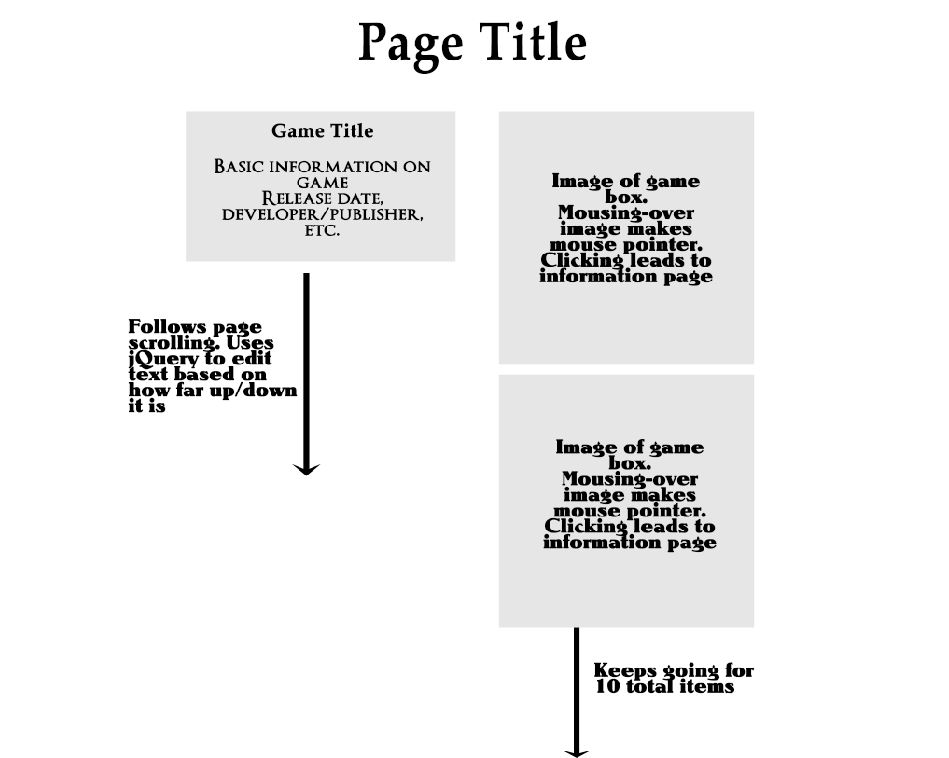 Page Title
Game Title
Basic information on
game
Release date,
developer/publisher,
etc.
Follows page
scrolling. Uses
jQuery to edit
text based on
how far up/down
it is
Image of game
box.
Mousing-over
image makes
mouse pointer.
Clicking leads to
information page
Image of game
box.
Mousing-over
image makes
mouse pointer.
Clicking leads to
information page
Keeps going for
10 total items